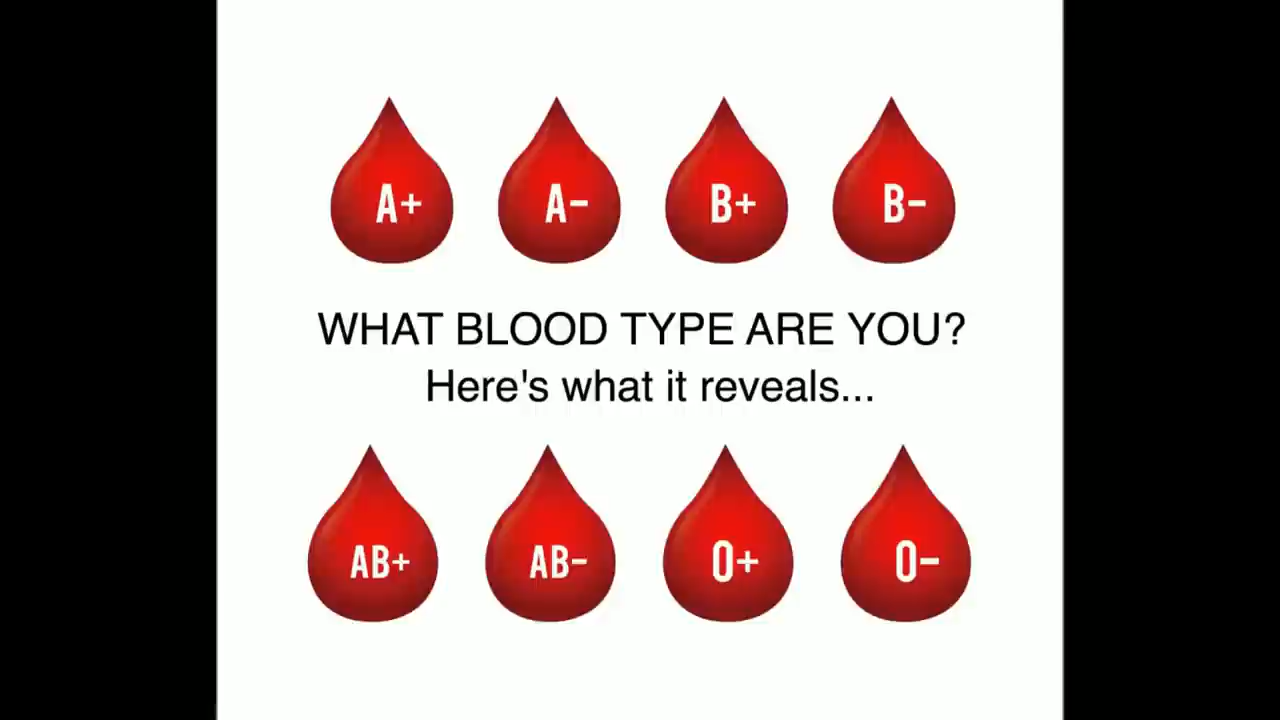 A+ A− B+ B−
WHAT BLOOD TYPE ARE YOU?
Here's what it reveals...
AB+ AB− O+ O−